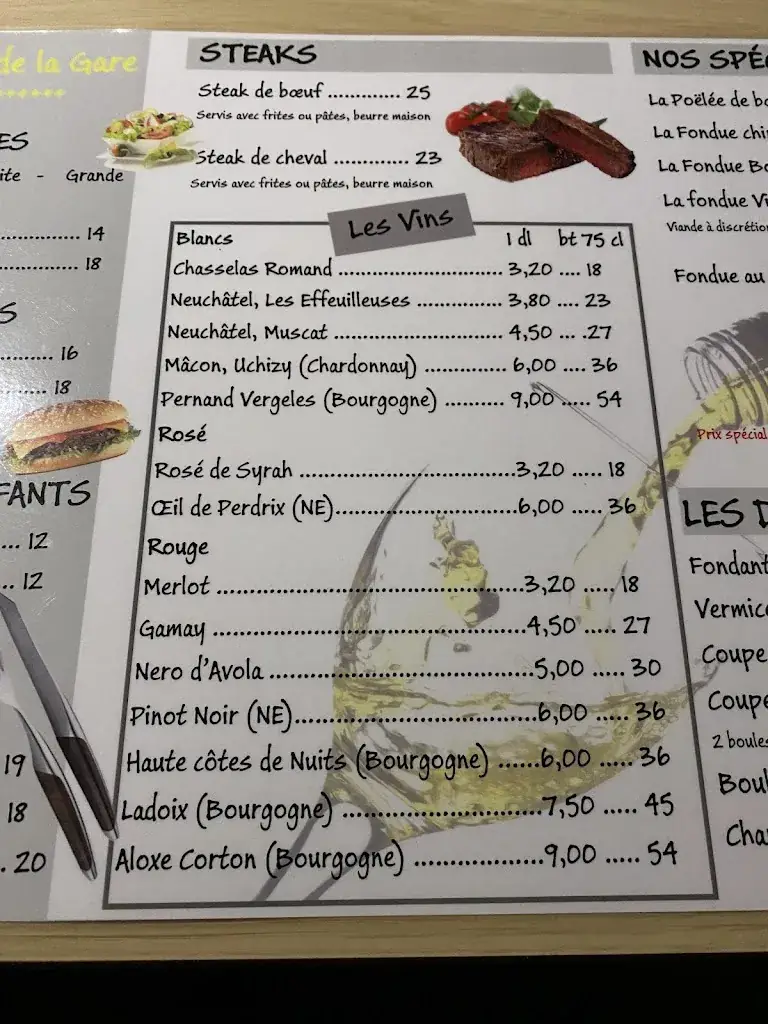 de la Gare
ES
ite - Grande
14
18
S
16
18
FANTS
12
12
19
18
20
STEAKS
Steak de bœuf ............. 25
Servis avec frites ou pâtes, beurre maison
Steak de cheval ............. 23
Servis avec frites ou pâtes, beurre maison
Les Vins
Blancs 1 dl bt 75 cl
Chasselas Romand ............................ 3,20 .... 18
Neuchâtel, Les Effeuilleuses ............... 3,80 .... 23
Neuchâtel, Muscat ............................. 4,50 .... 27
Mâcon, Uchizy (Chardonnay) .............. 6,00 .... 36
Pernand Vergeles (Bourgogne) .......... 9,00 ..... 54
Rosé
Rosé de Syrah ...................................3,20 ..... 18
Œil de Perdrix (NE).............................6,00 ..... 36
Rouge
Merlot ................................................3,20 ..... 18
Gamay ................................................4,50 ..... 27
Nero d'Avola .......................................5,00 ..... 30
Pinot Noir (NE)....................................6,00 ..... 36
Haute côtes de Nuits (Bourgogne) ......6,00 ..... 36
Ladoix (Bourgogne) .............................7,50 ..... 45
Aloxe Corton (Bourgogne) ...................9,00 ..... 54
NOS SPÉ
La Poëlée de
La Fondue chi
La Fondue
La fondue
Viande à discrétion
Fondue au
Prix spécial
LES D
Fondant
Vermic
Coupe
Coupe
2 boules
Boul
Cha